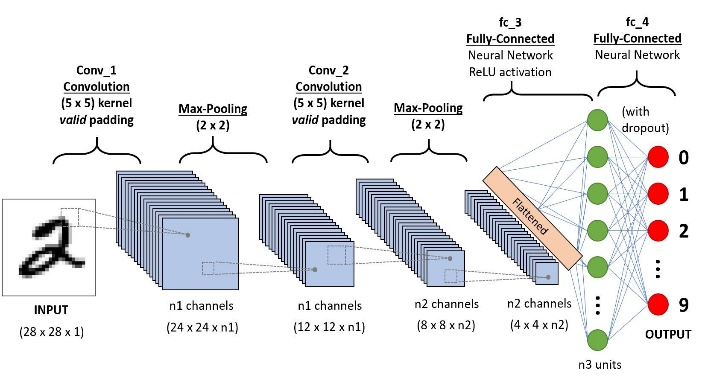 fc_3
Fully-Connected
Neural Network
ReLU activation
fc_4
Fully-Connected
Neural Network
Conv_1
Convolution
(5 x 5) kernel
valid padding
Max-Pooling
(2 x 2)
Conv_2
Convolution
(5 x 5) kernel
valid padding
Max-Pooling
(2 x 2)
(with
dropout)
2
Flattened
0
1
2
9
INPUT
(28 x 28 x 1)
n1 channels
(24 x 24 x n1)
n1 channels
(12 x 12 x n1)
n2 channels
(8 x 8 x n2)
n2 channels
(4 x 4 x n2)
OUTPUT
n3 units